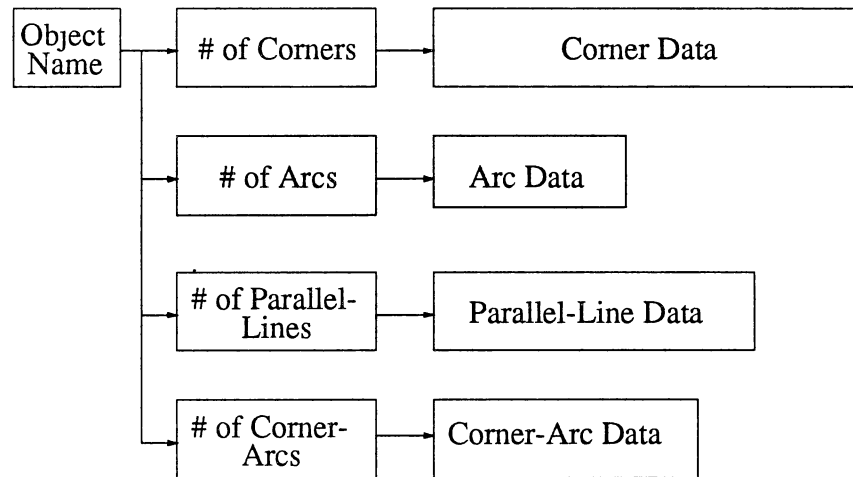 Object
Name
# of Corners
Corner Data
# of Arcs
Arc Data
# of Parallel-
Lines
Parallel-Line Data
# of Corner-
Arcs
Corner-Arc Data